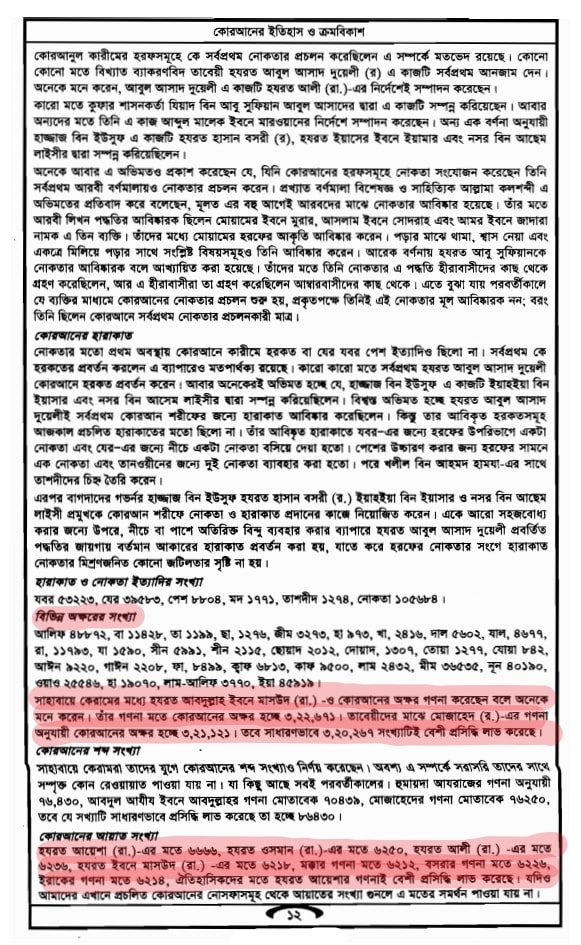 কোরআনের ইতিহাস ও ক্রমবিকাশ
কোরআনুল কারীমের হরফসমূহে কে সর্বপ্রথম নোকতার প্রচলন করেছিলেন এ সম্পর্কে মতভেদ রয়েছে। কোনো
কোনো মতে বিখ্যাত ব্যাকরণবিদ তাবেয়ী হযরত আবুল আসাদ দুয়েলী (র) এ কাজটি সর্বপ্রথম আনজাম দেন।
অনেকে মনে করেন, আবুল আসাদ দুয়েলী এ কাজটি হযরত আলী (রা.)-এর নির্দেশেই সম্পাদন করেছেন।
কারো মতে কুফার শাসনকর্তা যিয়াদ বিন আবু সুফিয়ান আবুল আসাদের দ্বারা এ কাজটি সম্পন্ন করিয়েছেন। আবার
অন্যদের মতে তিনি এ কাজ আব্দুল মালেক ইবনে মারওয়ানের নির্দেশে সম্পাদন করেছেন। অন্য এক বর্ণনা অনুযায়ী
হাজ্জাজ বিন ইউসুফ এ কাজটি হযরত হাসান বসরী (র), হযরত ইয়াসের ইবনে ইয়ামার এবং নসর বিন আছেম
লাইসীর দ্বারা সম্পন্ন করিয়েছিলেন।
অনেকে আবার এ অভিমতও প্রকাশ করেছেন যে, যিনি কোরআনের হরফসমূহে নোকতা সংযোজন করেছেন তিনি
সর্বপ্রথম আরবী বর্ণমালায়ও নোকতার প্রচলন করেন। প্রখ্যাত বর্ণমালা বিশেষজ্ঞ ও সাহিত্যিক আল্লামা কলশন্দী এ
অভিমতের প্রতিবাদ করে বলেছেন, মূলত এর বহু আগেই আরবদের মাঝে নোকতার আবিষ্কার হয়েছে। তাঁর মতে
আরবী লিখন পদ্ধতির আবিষ্কারক ছিলেন মোয়ামের ইবনে মুরার, আসলাম ইবনে সোদরাহ এবং আমর ইবনে জাদারা
নামক এ তিন ব্যক্তি। তাঁদের মধ্যে মোয়ামের হরফের আকৃতি আবিষ্কার করেন। পড়ার মাঝে থামা, শ্বাস নেয়া এবং
একত্রে মিলিয়ে পড়ার সাথে সংশ্লিষ্ট বিষয়সমূহও তিনি আবিষ্কার করেন। আরেক বর্ণনায় হযরত আবু সুফিয়ানকে
নোকতার আবিষ্কারক বলে আখ্যায়িত করা হয়েছে। তাঁদের মতে তিনি নোকতার এ পদ্ধতি হীরাবাসীদের কাছ থেকে
গ্রহণ করেছিলেন, আর এ হীরাবাসীরা তা গ্রহণ করেছিলেন আম্বারবাসীদের কাছ থেকে। এতে বুঝা যায় পরবর্তীকালে
যে ব্যক্তির মাধ্যমে কোরআনের নোকতার প্রচলন শুরু হয়, প্রকৃতপক্ষে তিনিই এই নোকতার মূল আবিষ্কারক নন; বরং
তিনি ছিলেন কোরআনে সর্বপ্রথম নোকতার প্রচলনকারী মাত্র।
কোরআনের হারাকাত
নোকতার মতো প্রথম অবস্থায় কোরআনে কারীমে হরকত বা যের যবর পেশ ইত্যাদিও ছিলো না। সর্বপ্রথম কে
হরকতের প্রবর্তন করলেন এ ব্যাপারেও মতপার্থক্য রয়েছে। কারো কারো মতে সর্বপ্রথম হযরত আবুল আসাদ দুয়েলী
কোরআনে হরকত প্রবর্তন করেন। আবার অনেকেরই অভিমত হচ্ছে যে, হাজ্জাজ বিন ইউসুফ এ কাজটি ইয়াহইয়া বিন
ইয়াসার এবং নসর বিন আসেম লাইসীর দ্বারা সম্পন্ন করিয়েছিলেন। বিশুদ্ধ অভিমত হচ্ছে হযরত আবুল আসাদ
দুয়েলীই সর্বপ্রথম কোরআন শরীফের জন্যে হারাকাত আবিষ্কার করেছিলেন। কিন্তু তার আবিকৃত হরকতসমূহ
আজকাল প্রচলিত হারাকাতের মতো ছিলো না। তাঁর আবিষ্কৃত হারাকাতে যবর–এর জন্যে হরফের উপরিভাগে একটা
নোকতা এবং যের–এর জন্যে নীচে একটা নোকতা বসিয়ে দেয়া হতো। পেশের উচ্চারণ করার জন্য হরফের সামনে
এক নোকতা এবং তানওয়ীনের জন্যে দুই নোকতা ব্যাবহার করা হতো। পরে খলীল বিন আহমদ হামযা-এর সাথে
তাশদীদের চিহ্ন তৈরি করেন।
এরপর বাগদাদের গভর্নর হাজ্জাজ বিন ইউসুফ হযরত হাসান বসরী (র.) ইয়াহইয়া বিন ইয়াসার ও নসর বিন আছেম
লাইসী প্রমুখকে কোরআন শরীফে নোকতা ও হারাকাত প্রদানের কাজে নিয়োজিত করেন। একে আরো সহজবোধ্য
করার জন্যে উপরে, নীচে বা পাশে অতিরিক্ত বিন্দু ব্যবহার করার ব্যাপারে হযরত আবুল আসাদ দুয়েলী প্রবর্তিত
পদ্ধতির জায়গায় বর্তমান আকারের হারাকাত প্রবর্তন করা হয়, যাতে করে হরফের নোকতার সংগে হারাকাত
নোকতার মিশ্রণজনিত কোনো জটিলতার সৃষ্টি না হয়।
হারাকাত ও নোকতা ইত্যাদির সংখ্যা
যবর ৫৩২২৩, যের ৩৯৫৮৩, পেশ ৮৮০৪, মদ ১৭৭১, তাশদীদ ১২৭৪, নোকতা ১০৫৬৮৪।
বিভিন্ন অক্ষরের সংখ্যা
আলিফ ৪৮৮৭২, বা ১১৪২৮, তা ১১৯৯, ছা, ১২৭৬, জীম ৩২৭৩, হা ৯৭৩, খা, ২৪১৬, দাল ৫৬০২, যাল, ৪৬৭৭,
রা, ১১৭৯৩, যা ১৫৯০, সীন ৫৯৯১, শীন ২১১৫, ছোয়াদ ২০১২, দোয়াদ, ১৩০৭, তোয়া ১২৭৭, যোয়া ৮৪২,
আঈন ৯২২০, গাঈন ২২০৮, ফা, ৮৪৯৯, ক্বাফ ৬৮১৩, কাফ ৯৫০০, লাম ২৪৩২, মীম ৩৬৫৩৫, নূন ৪০১৯০,
ওয়াও ২৫৫৪৬, হা ১৯০৭০, লাম-আলিফ ৩৭৭০, ইয়া ৪৫৯১৯।
সাহাবায়ে কেরামের মধ্যে হযরত আবদুল্লাহ ইবনে মাসউদ (রা.) -ও কোরআনের অক্ষর গণনা করেছেন বলে অনেকে
মনে করেন। তাঁর গণনা মতে কোরআনের অক্ষর হচ্ছে ৩,২২,৬৭১। তাবেয়ীদের মাঝে মোজাহেদ (র.)-এর গণনা
অনুযায়ী কোরআনের অক্ষর হচ্ছে ৩,২১,১২১। তবে সাধারণভাবে ৩,২০,২৬৭ সংখ্যাটিই বেশী প্রসিদ্ধি লাভ করেছে।
কোরআনের শব্দ সংখ্যা
সাহাবায়ে কেরামরা তাদের যুগে কোরআনের শব্দ সংখ্যাও নির্ণয় করেছেন। অবশ্য এ সম্পর্কে সরাসরি তাদের সাথে
সম্পৃক্ত কোন রেওয়ায়াত পাওয়া যায় না। যা কিছু আছে সবই পরবর্তীকালের। হুমায়দা আযরাজের গণনা অনুযায়ী
৭৬,৪৩০, আবদুল আযীয ইবনে আবদুল্লাহর গণনা মোতাবেক ৭০৪৩৯, মোজাহেদের গণনা মোতাবেক ৭৬২৫০,
তবে যে সখ্যাটি সাধারণভাবে প্রসিদ্ধি লাভ করেছে তা হচ্ছে ৮৬৪৩০।
কোরআনের আয়াত সংখ্যা
হযরত আয়েশা (রা.)-এর মতে ৬৬৬৬, হযরত ওসমান (রা.)-এর মতে ৬২৫০, হযরত আলী (রা.) -এর মতে
৬২৩৬, হযরত ইবনে মাসউদ (রা.) -এর মতে ৬২১৮, মক্কার গণনা মতে ৬২১২, বসরার গণনা মতে ৬২২৬,
ইরাকের গণনা মতে ৬২১৪, ঐতিহাসিকদের মতে হযরত আয়েশার গণনাই বেশী প্রসিদ্ধি লাভ করেছে। যদিও
আমাদের এখানে প্রচলিত কোরআনের নোসফাসমূহ থেকে আয়াতের সংখ্যা গুনলে এ মতের সমর্থন পাওয়া যায় না।
১২